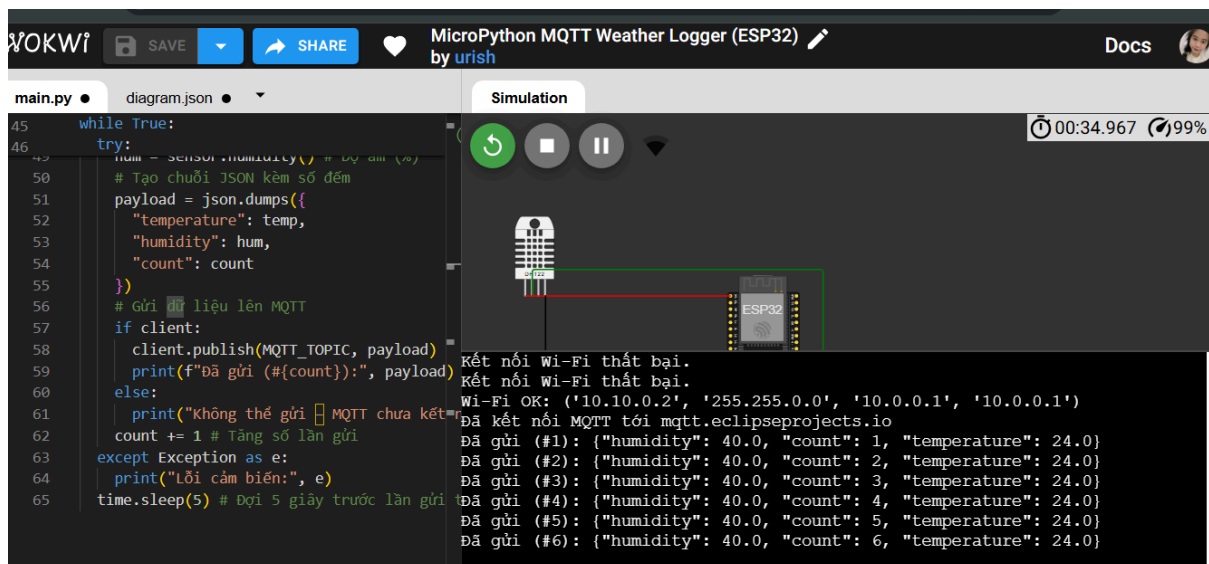 WOKWi SAVE SHARE MicroPython MQTT Weather Logger (ESP32) Docs
by urish
main.py ● diagram.json ●
45 while True:
46 try:
49 hum = sensor.humidity() # Độ ẩm (%)
50 # Tạo chuỗi JSON kèm số đếm
51 payload = json.dumps({
52 "temperature": temp,
53 "humidity": hum,
54 "count": count
55 })
56 # Gửi dữ liệu lên MQTT
57 if client:
58 client.publish(MQTT_TOPIC, payload)
59 print(f"Đã gửi (#{count}):", payload)
60 else:
61 print("Không thể gửi – MQTT chưa kết
62 count += 1 # Tăng số lần gửi
63 except Exception as e:
64 print("Lỗi cảm biến:", e)
65 time.sleep(5) # Đợi 5 giây trước lần gửi
Simulation
00:34.967 99%
DHT22
ESP32
Kết nối Wi-Fi thất bại.
Kết nối Wi-Fi thất bại.
Wi-Fi OK: ('10.10.0.2', '255.255.0.0', '10.0.0.1', '10.0.0.1')
Đã kết nối MQTT tới mqtt.eclipseprojects.io
Đã gửi (#1): {"humidity": 40.0, "count": 1, "temperature": 24.0}
Đã gửi (#2): {"humidity": 40.0, "count": 2, "temperature": 24.0}
Đã gửi (#3): {"humidity": 40.0, "count": 3, "temperature": 24.0}
Đã gửi (#4): {"humidity": 40.0, "count": 4, "temperature": 24.0}
Đã gửi (#5): {"humidity": 40.0, "count": 5, "temperature": 24.0}
Đã gửi (#6): {"humidity": 40.0, "count": 6, "temperature": 24.0}